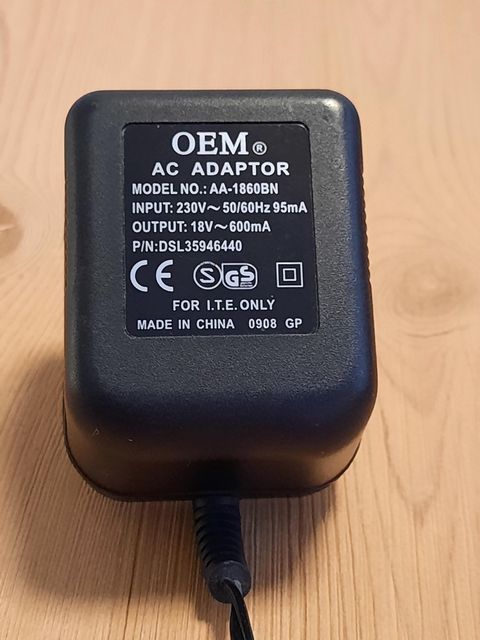 OEM®
AC ADAPTOR
MODEL NO.: AA-1860BN
INPUT: 230V～50/60Hz 95mA
OUTPUT: 18V～600mA
P/N:DSL35946440
CE S GS
FOR I.T.E. ONLY
MADE IN CHINA 0908 GP